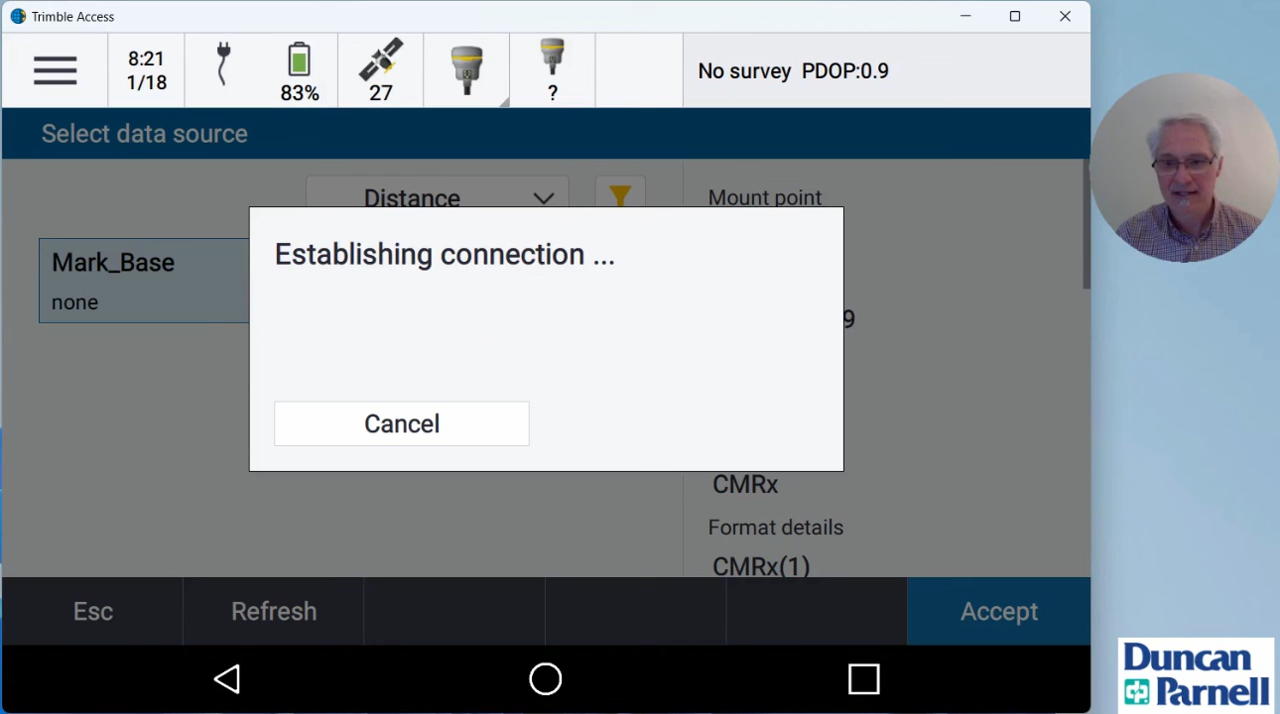 Trimble Access
8:21
1/18
83%
27
?
No survey PDOP:0.9
Select data source
Distance
Mount point
Mark_Base
none
Establishing connection ...
9
Cancel
CMRx
Format details
CMRx(1)
Esc
Refresh
Accept
Duncan
Parnell